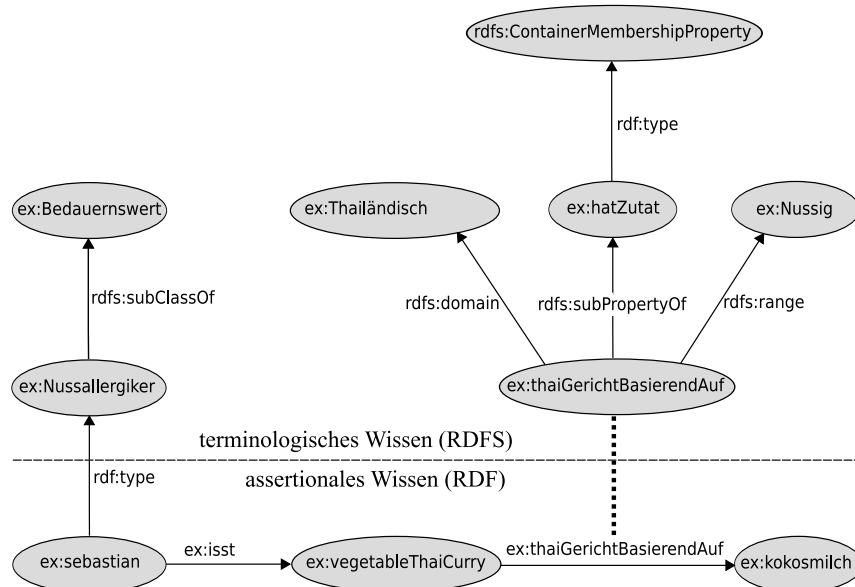 rdfs:ContainerMembershipProperty
rdf:type
ex:Bedauernswert
ex:Thailändisch
ex:hatZutat
ex:Nussig
rdfs:subClassOf
rdfs:domain
rdfs:subPropertyOf
rdfs:range
ex:Nussallergiker
ex:thaiGerichtBasierendAuf
terminologisches Wissen (RDFS)
rdf:type
assertionales Wissen (RDF)
ex:sebastian
ex:isst
ex:vegetableThaiCurry
ex:thaiGerichtBasierendAuf
ex:kokosmilch